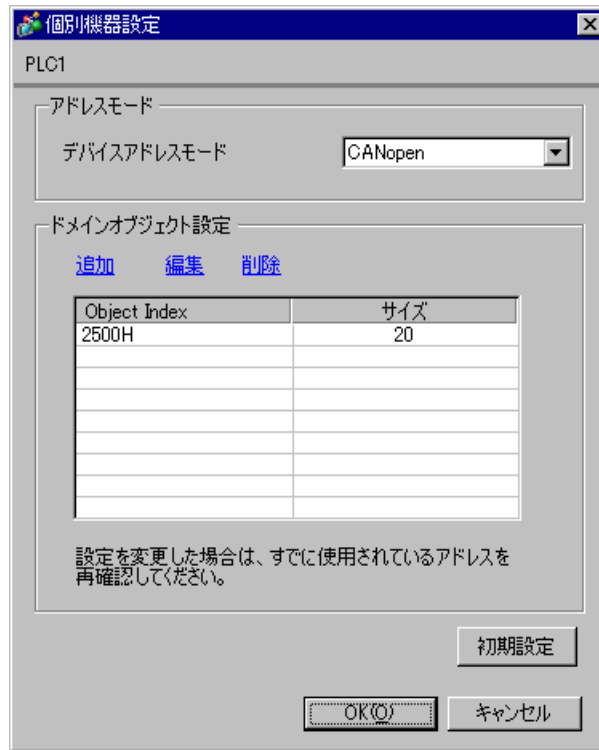 個別機器設定
PLC1
アドレスモード
デバイスアドレスモード
CANopen
ドメインオブジェクト設定
追加 編集 削除
Object Index サイズ
2500H 20
設定を変更した場合は、すでに使用されているアドレスを
再確認してください。
初期設定
OK(O) キャンセル